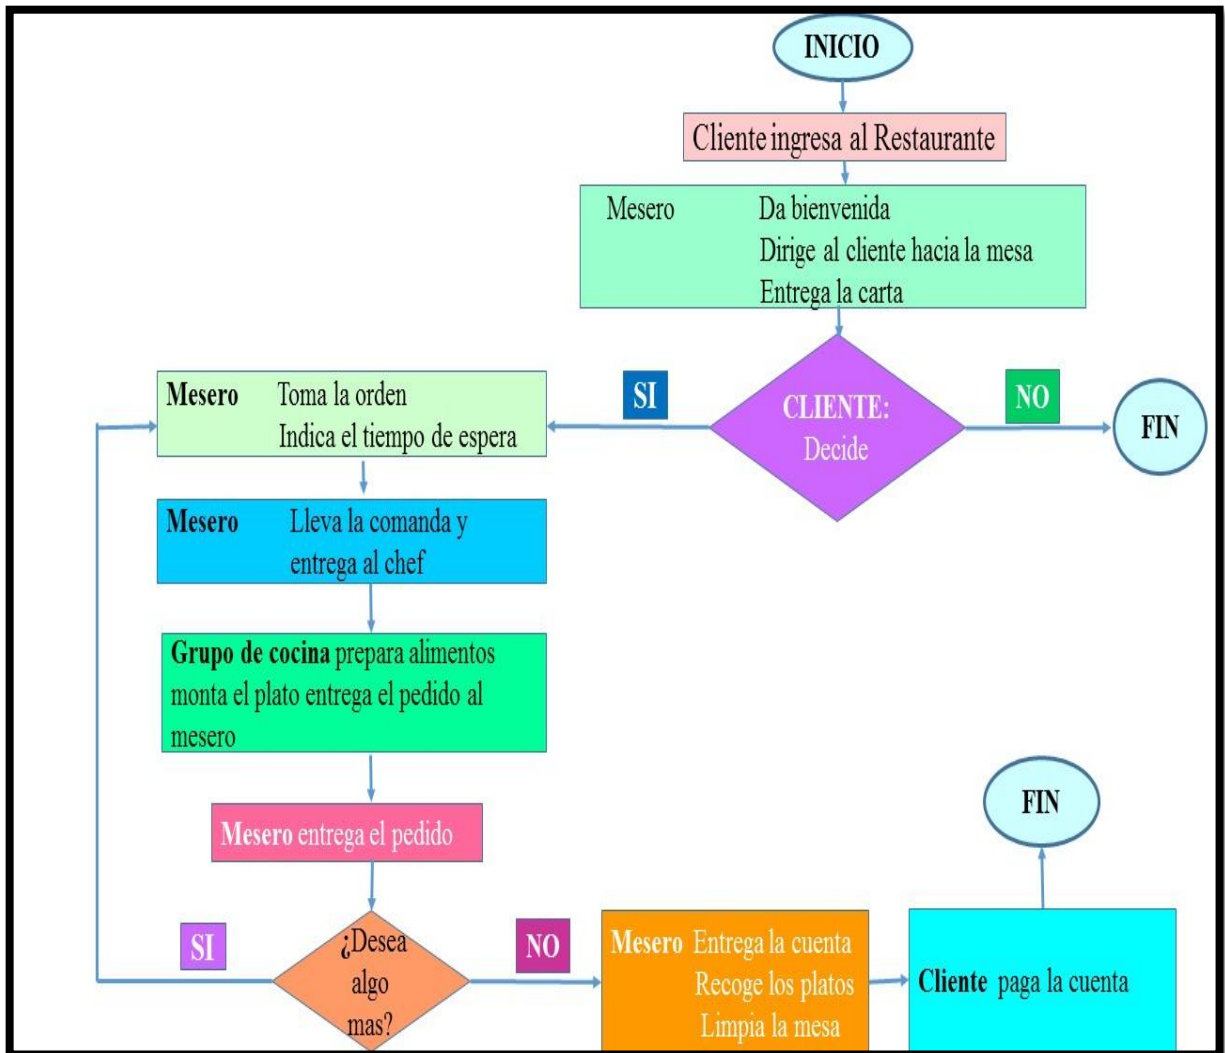 INICIO
Cliente ingresa al Restaurante
Mesero Da bienvenida
Dirige al cliente hacia la mesa
Entrega la carta
CLIENTE:
Decide
SI
NO
FIN
Mesero Toma la orden
Indica el tiempo de espera
Mesero Lleva la comanda y
entrega al chef
Grupo de cocina prepara alimentos
monta el plato entrega el pedido al
mesero
Mesero entrega el pedido
¿Desea
algo
mas?
SI
NO
Mesero Entrega la cuenta
Recoge los platos
Limpia la mesa
Cliente paga la cuenta
FIN